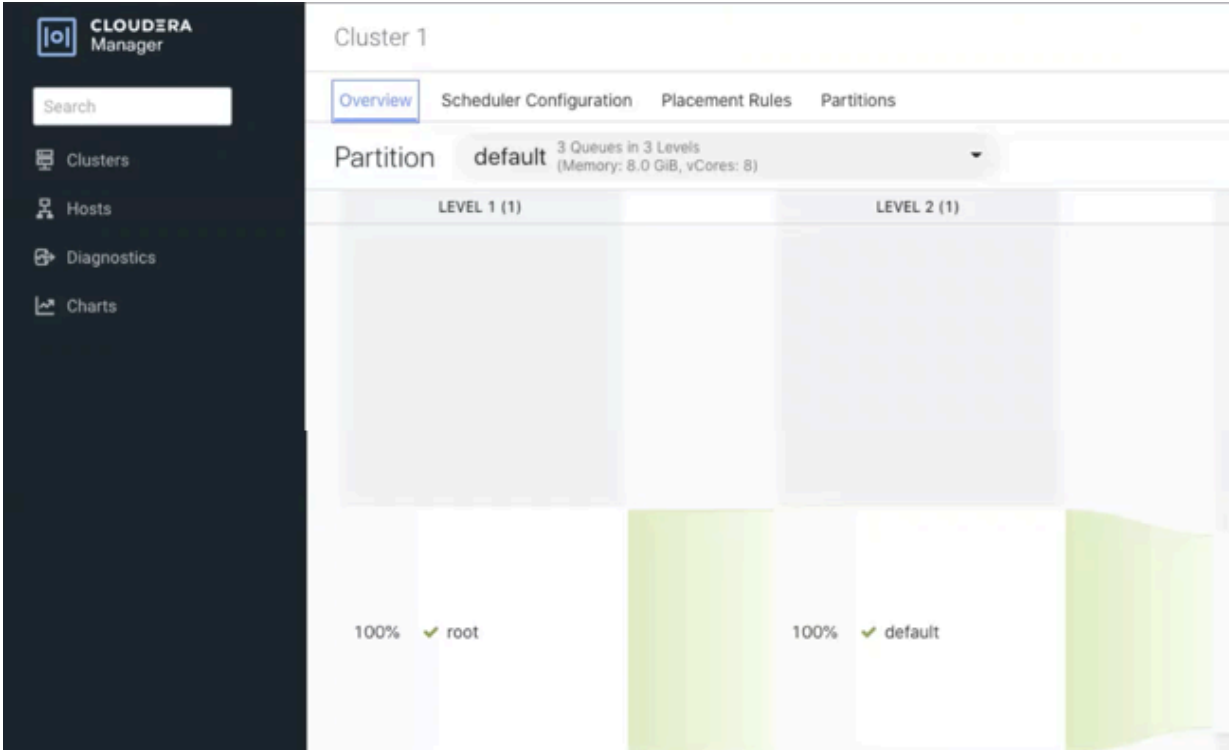 CLOUDERA
Manager
Search
Clusters
Hosts
Diagnostics
Charts
Cluster 1
Overview Scheduler Configuration Placement Rules Partitions
Partition default 3 Queues in 3 Levels
(Memory: 8.0 GiB, vCores: 8)
LEVEL 1 (1) LEVEL 2 (1)
100% root 100% default